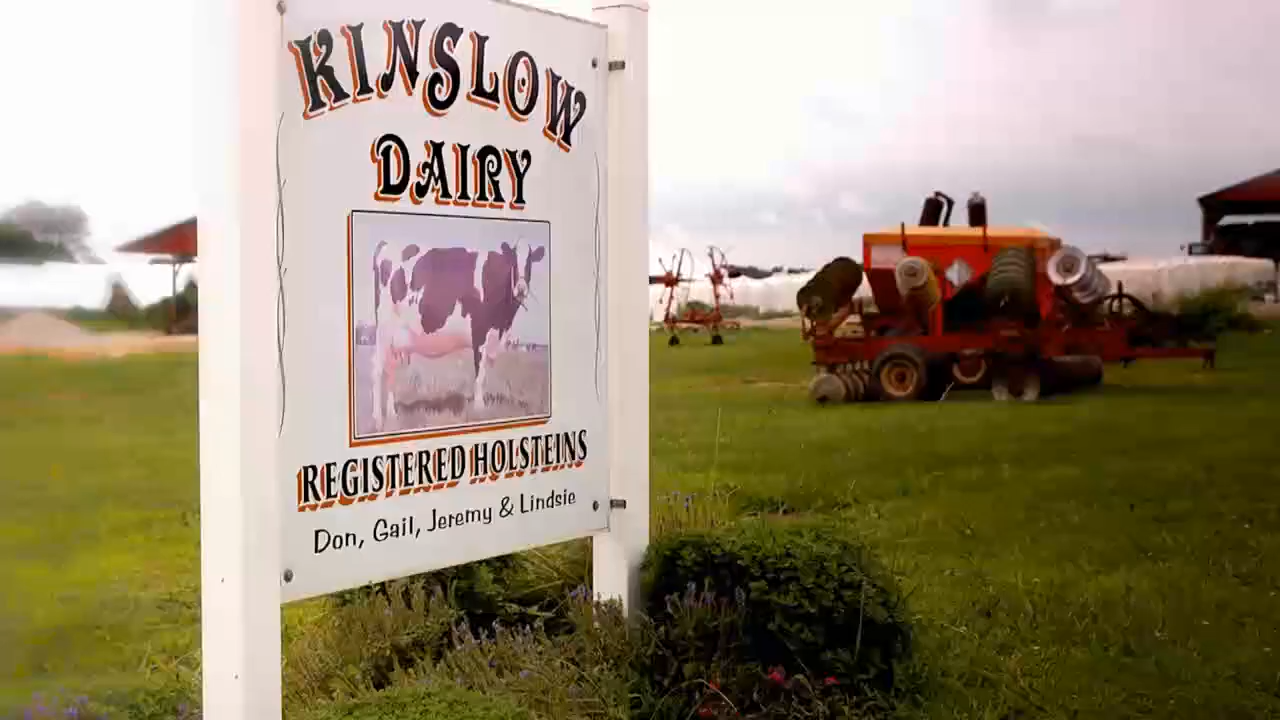 KINSLOW
DAIRY
REGISTERED HOLSTEINS
Don, Gail, Jeremy & Lindsie